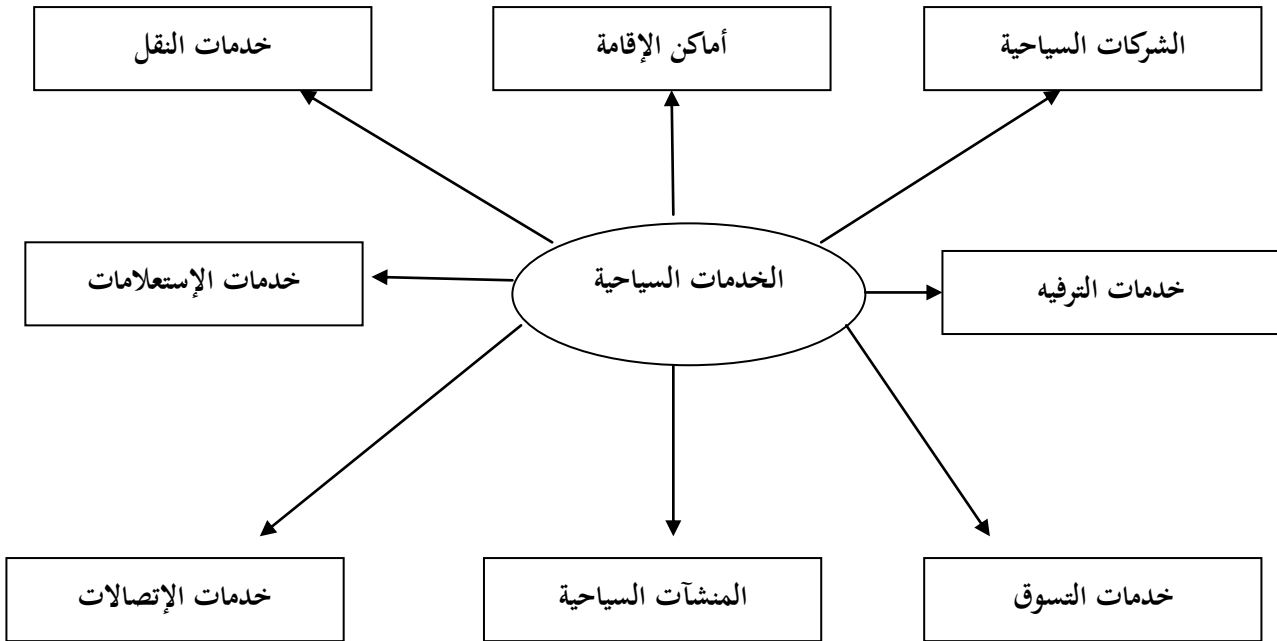 الشركات السياحية
أماكن الإقامة
خدمات النقل
خدمات الترفيه
الخدمات السياحية
خدمات الإستعلامات
خدمات التسوق
المنشآت السياحية
خدمات الإتصالات